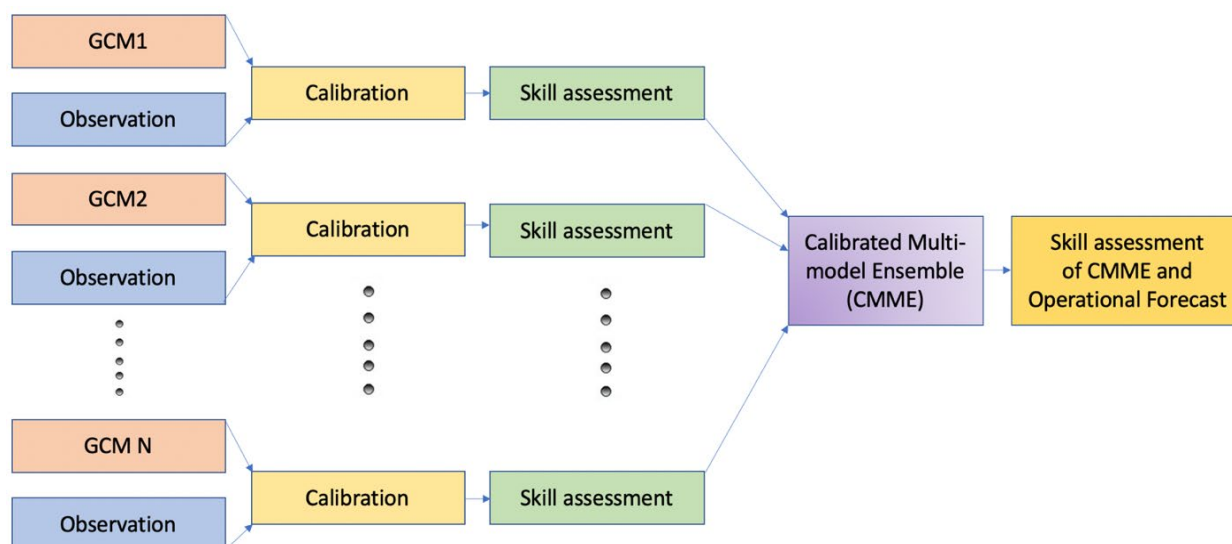 GCM1
Observation
Calibration
Skill assessment
GCM2
Observation
Calibration
Skill assessment
GCM N
Observation
Calibration
Skill assessment
Calibrated Multi-
model Ensemble
(CMME)
Skill assessment
of CMME and
Operational Forecast